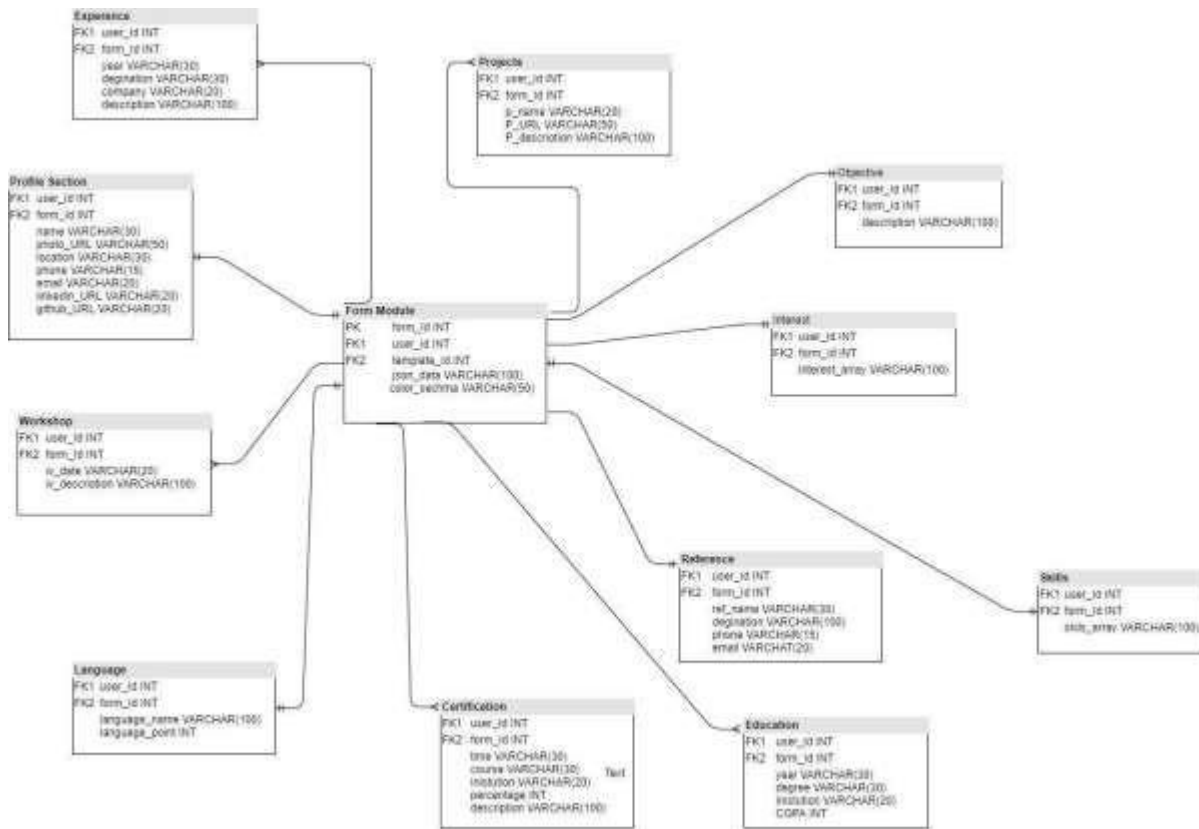 Experence
FK1 user_id INT
FK2 form_id INT
year VARCHAR(30)
degination VARCHAR(30)
company VARCHAR(20)
description VARCHAR(100)
Projects
FK1 user_id INT
FK2 form_id INT
p_name VARCHAR(20)
P_URL VARCHAR(50)
P_description VARCHAR(100)
Profile Section
FK1 user_id INT
FK2 form_id INT
name VARCHAR(30)
photo_URL VARCHAR(50)
location VARCHAR(30)
phone VARCHAR(15)
email VARCHAR(20)
linkedin_URL VARCHAR(20)
github_URL VARCHAR(20)
Objective
FK1 user_id INT
FK2 form_id INT
description VARCHAR(100)
Form Module
PK form_id INT
FK1 user_id INT
FK2 template_id INT
json_data VARCHAR(100)
color_sechma VARCHAR(50)
Interest
FK1 user_id INT
FK2 form_id INT
interest_array VARCHAR(100)
Workshop
FK1 user_id INT
FK2 form_id INT
w_date VARCHAR(20)
w_description VARCHAR(100)
Reference
FK1 user_id INT
FK2 form_id INT
ref_name VARCHAR(30)
degination VARCHAR(100)
phone VARCHAR(15)
email VARCHAT(20)
Skills
FK1 user_id INT
FK2 form_id INT
VARCHAR(100)
Language
FK1 user_id INT
FK2 form_id INT
language_name VARCHAR(100)
language_point INT
Certification
FK1 user_id INT
FK2 form_id INT
time VARCHAR(30)
course VARCHAR(30)
VARCHAR(20)
percentage INT
description VARCHAR(100)
Text
Education
FK1 user_id INT
FK2 form_id INT
year VARCHAR(30)
degree VARCHAR(30)
VARCHAR(20)
CGPA INT